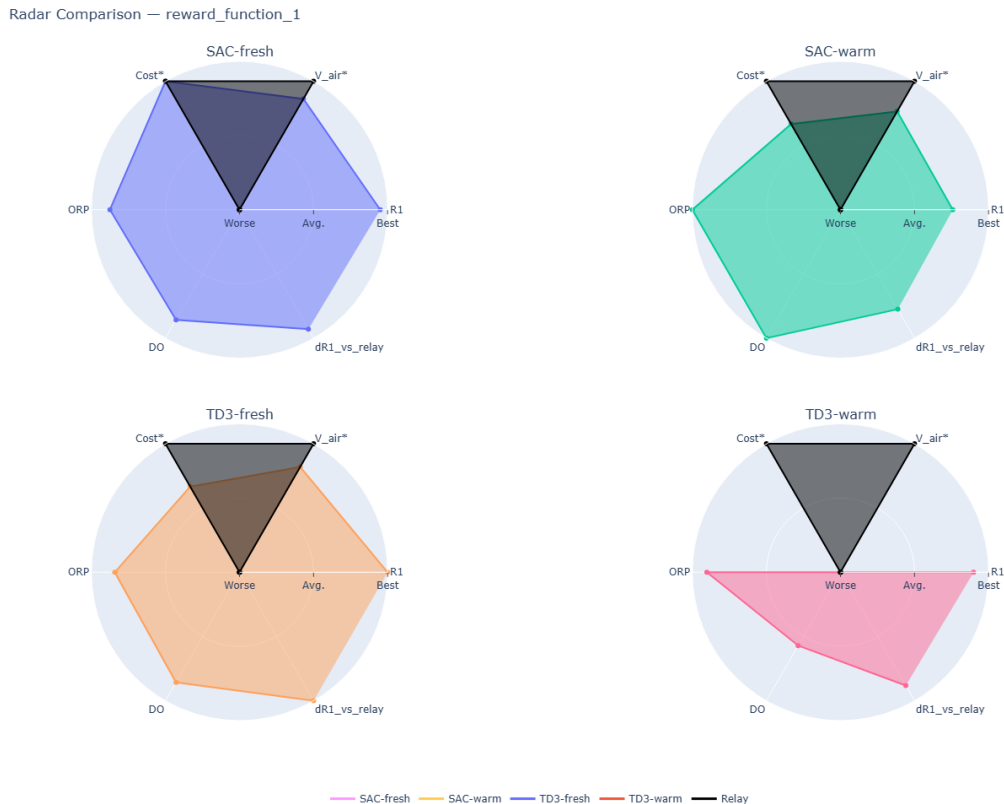 Radar Comparison — reward_function_1
SAC-fresh
SAC-warm
Cost*
V_air*
Cost*
V_air*
ORP
R1
ORP
R1
Worse
Avg.
Best
Worse
Avg.
Best
DO
dR1_vs_relay
DO
dR1_vs_relay
TD3-fresh
TD3-warm
Cost*
V_air*
Cost*
V_air*
ORP
R1
ORP
R1
Worse
Avg.
Best
Worse
Avg.
Best
DO
dR1_vs_relay
DO
dR1_vs_relay
SAC-fresh SAC-warm TD3-fresh TD3-warm Relay